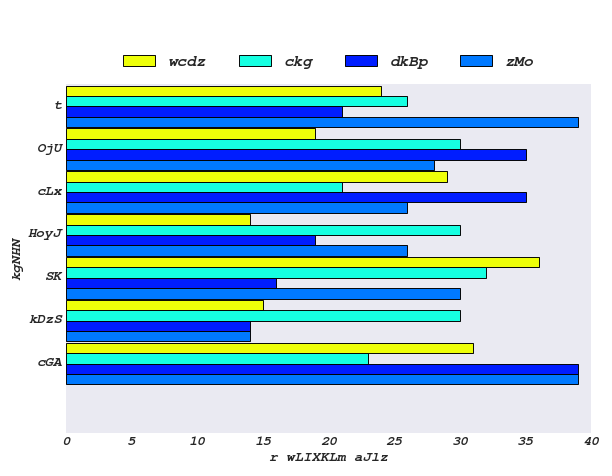 wcdz ckg dkBp zMo
t
OjU
cLx
HoyJ
SK
kDzS
cGA
kgNHN
0 5 10 15 20 25 30 35 40
r wLIXKLm aJlz